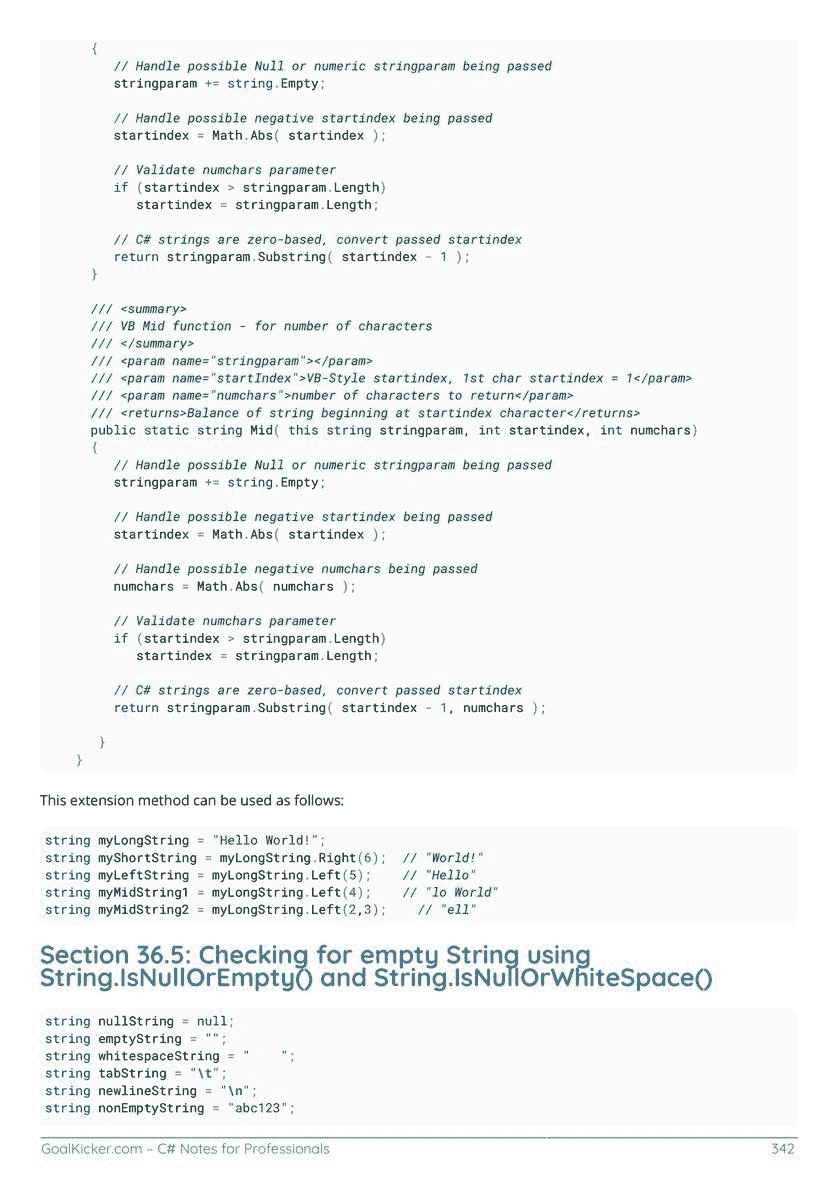 {
// Handle possible Null or numeric stringparam being passed
stringparam += string.Empty;
// Handle possible negative startindex being passed
startindex = Math.Abs( startindex );
// Validate numchars parameter
if (startindex > stringparam.Length)
startindex = stringparam.Length;
// C# strings are zero-based, convert passed startindex
return stringparam.Substring( startindex - 1 );
}
/// <summary>
/// VB Mid function - for number of characters
/// </summary>
/// <param name="stringparam"></param>
/// <param name="startIndex">VB-Style startindex, 1st char startindex = 1</param>
/// <param name="numchars">number of characters to return</param>
/// <returns>Balance of string beginning at startindex character</returns>
public static string Mid( this string stringparam, int startindex, int numchars)
{
// Handle possible Null or numeric stringparam being passed
stringparam += string.Empty;
// Handle possible negative startindex being passed
startindex = Math.Abs( startindex );
// Handle possible negative numchars being passed
numchars = Math.Abs( numchars );
// Validate numchars parameter
if (startindex > stringparam.Length)
startindex = stringparam.Length;
// C# strings are zero-based, convert passed startindex
return stringparam.Substring( startindex - 1, numchars );
}
}
This extension method can be used as follows:
string myLongString = "Hello World!";
string myShortString = myLongString.Right(6);  // "World!"
string myLeftString = myLongString.Left(5);    // "Hello"
string myMidString1 = myLongString.Left(4);    // "lo World"
string myMidString2 = myLongString.Left(2,3);    // "ell"
Section 36.5: Checking for empty String using
String.IsNullOrEmpty() and String.IsNullOrWhiteSpace()
string nullString = null;
string emptyString = "";
string whitespaceString = "    ";
string tabString = "\t";
string newlineString = "\n";
string nonEmptyString = "abc123";
GoalKicker.com – C# Notes for Professionals 342